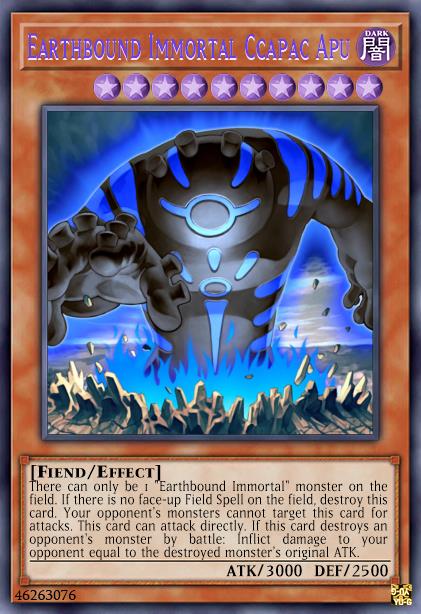 Earthbound Immortal Ccapac Apu
DARK
闇
[Fiend/Effect]
There can only be 1 "Earthbound Immortal" monster on the
field. If there is no face-up Field Spell on the field, destroy this
card. Your opponent's monsters cannot target this card for
attacks. This card can attack directly. If this card destroys an
opponent's monster by battle: Inflict damage to your
opponent equal to the destroyed monster's original ATK.
ATK/3000 DEF/2500
46263076